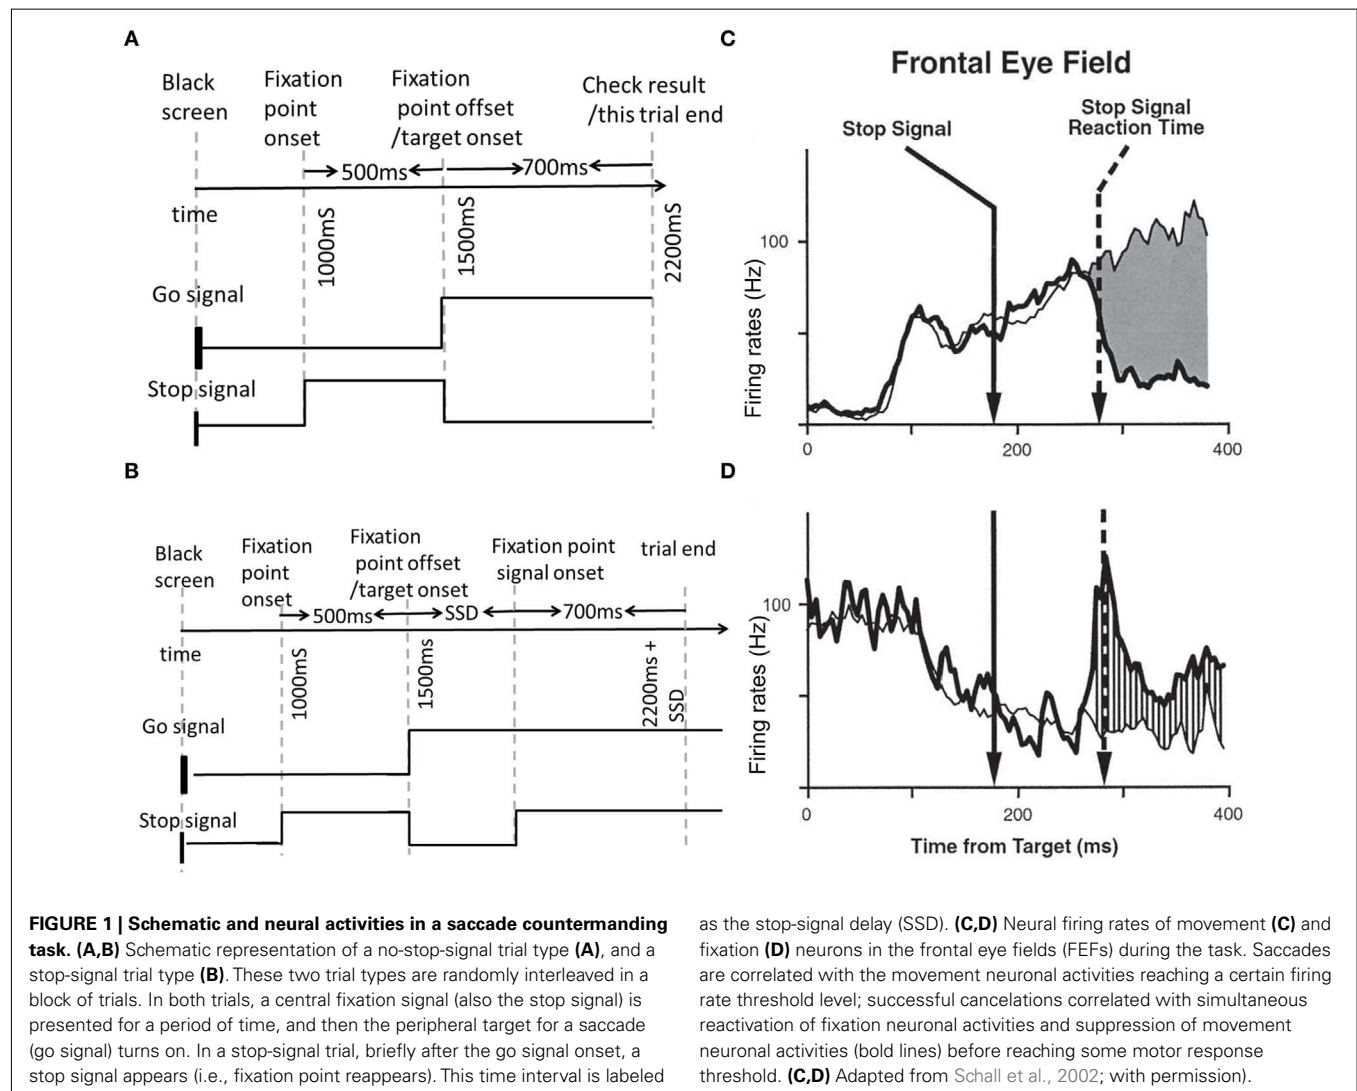 A
Black
screen
Fixation
point
onset
Fixation
point offset
/target onset
Check result
/this trial end
500ms
700ms
time
1000mS
1500mS
2200mS
Go signal
Stop signal
B
Black
screen
Fixation
point
onset
Fixation
point offset
/target onset
Fixation point
signal onset
trial end
500ms
SSD
700ms
time
1000mS
1500ms
2200ms +
SSD
Go signal
Stop signal
C
Frontal Eye Field
Stop Signal
Stop Signal
Reaction Time
Firing rates (Hz)
100
0
200
400
D
Firing rates (Hz)
100
0
200
400
Time from Target (ms)
FIGURE 1 | Schematic and neural activities in a saccade countermanding
task. (A,B) Schematic representation of a no-stop-signal trial type (A), and a
stop-signal trial type (B). These two trial types are randomly interleaved in a
block of trials. In both trials, a central fixation signal (also the stop signal) is
presented for a period of time, and then the peripheral target for a saccade
(go signal) turns on. In a stop-signal trial, briefly after the go signal onset, a
stop signal appears (i.e., fixation point reappears). This time interval is labeled
as the stop-signal delay (SSD). (C,D) Neural firing rates of movement (C) and
fixation (D) neurons in the frontal eye fields (FEFs) during the task. Saccades
are correlated with the movement neuronal activities reaching a certain firing
rate threshold level; successful cancelations correlated with simultaneous
reactivation of fixation neuronal activities and suppression of movement
neuronal activities (bold lines) before reaching some motor response
threshold. (C,D) Adapted from Schall et al., 2002; with permission).